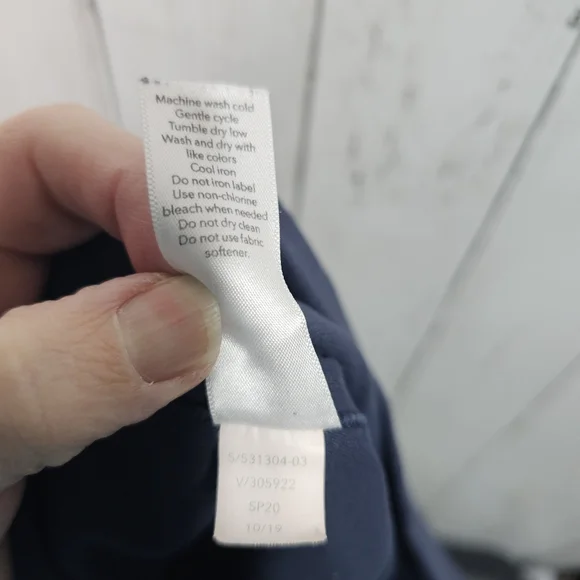 Machine wash cold
Gentle cycle
Tumble dry low
Wash and dry with
like colors
Cool iron
Do not iron label
Use non-chlorine
bleach when needed
Do not dry clean
Do not use fabric
softener.
S/531304-03
V/305922
SP20
10/19